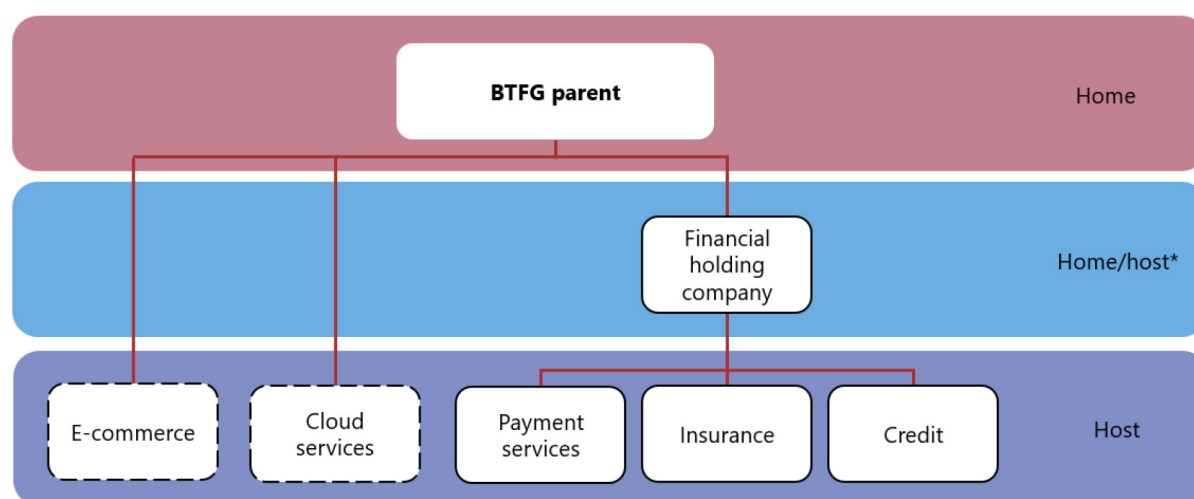 BTFG parent
Home
Financial
holding
company
Home/host*
E-commerce
Cloud
services
Payment
services
Insurance
Credit
Host